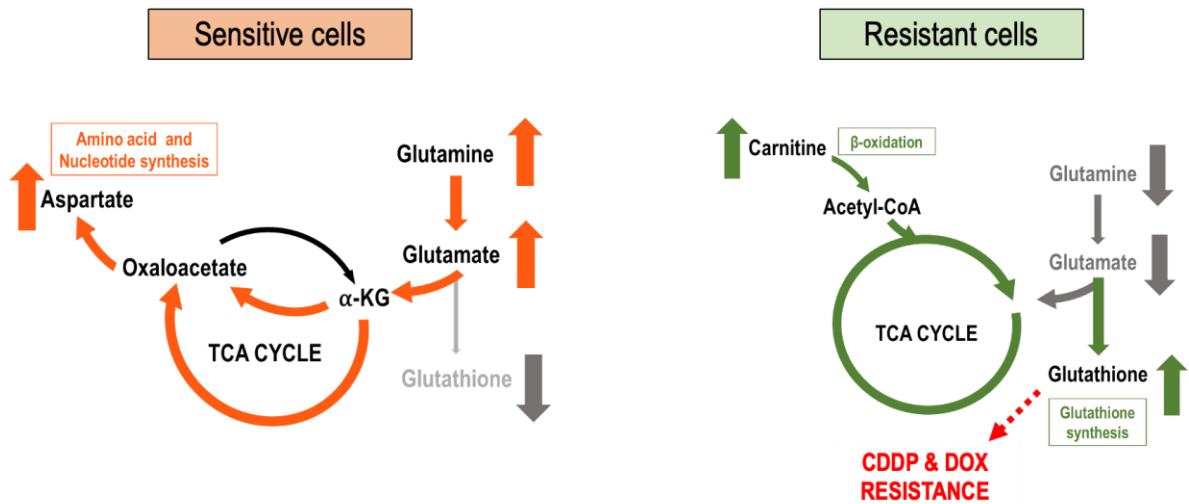 Sensitive cells
Amino acid and
Nucleotide synthesis
Aspartate
Oxaloacetate
Glutamine
Glutamate
α-KG
TCA CYCLE
Glutathione
Resistant cells
Carnitine
β-oxidation
Acetyl-CoA
TCA CYCLE
Glutamine
Glutamate
Glutathione
Glutathione
synthesis
CDDP & DOX
RESISTANCE